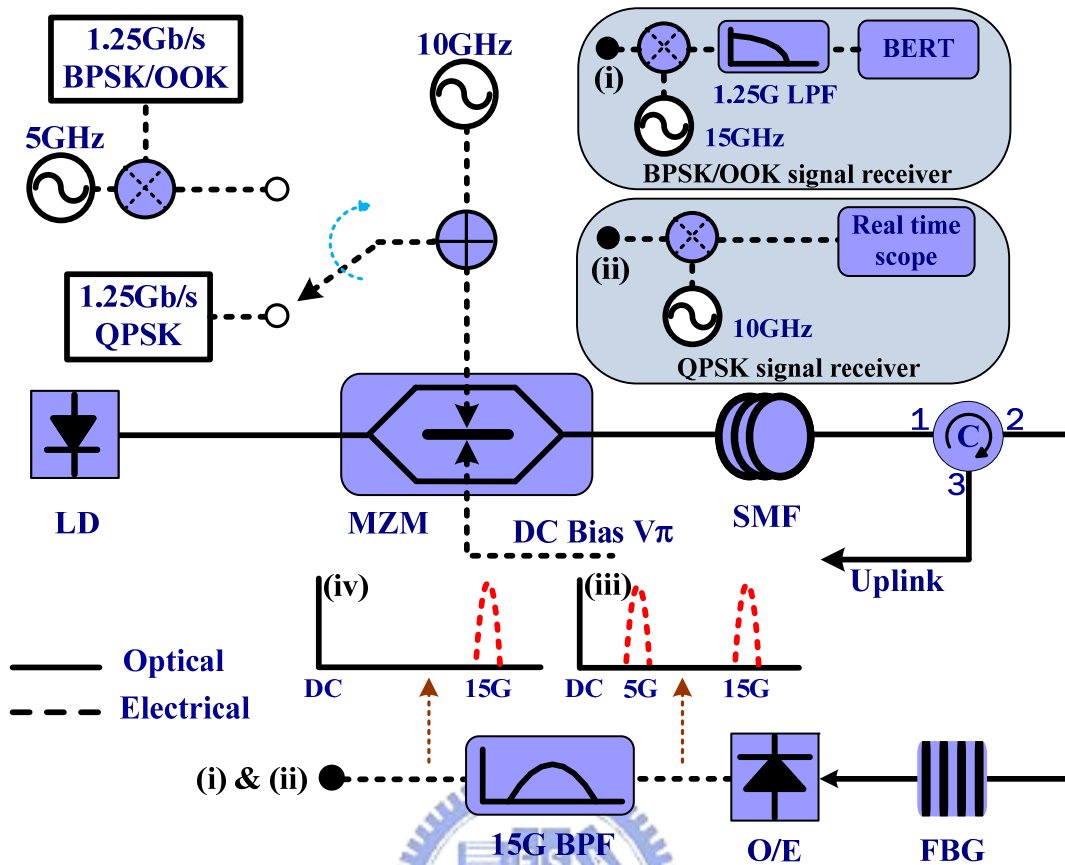 1.25Gb/s
BPSK/OOK
5GHz
10GHz
(i)
1.25G LPF
BERT
15GHz
BPSK/OOK signal receiver
(ii)
Real time
scope
10GHz
QPSK signal receiver
1.25Gb/s
QPSK
LD
MZM
DC Bias Vπ
SMF
1
C
2
3
Uplink
(iv)
DC
15G
(iii)
DC
5G
15G
Optical
Electrical
(i) & (ii)
15G BPF
O/E
FBG